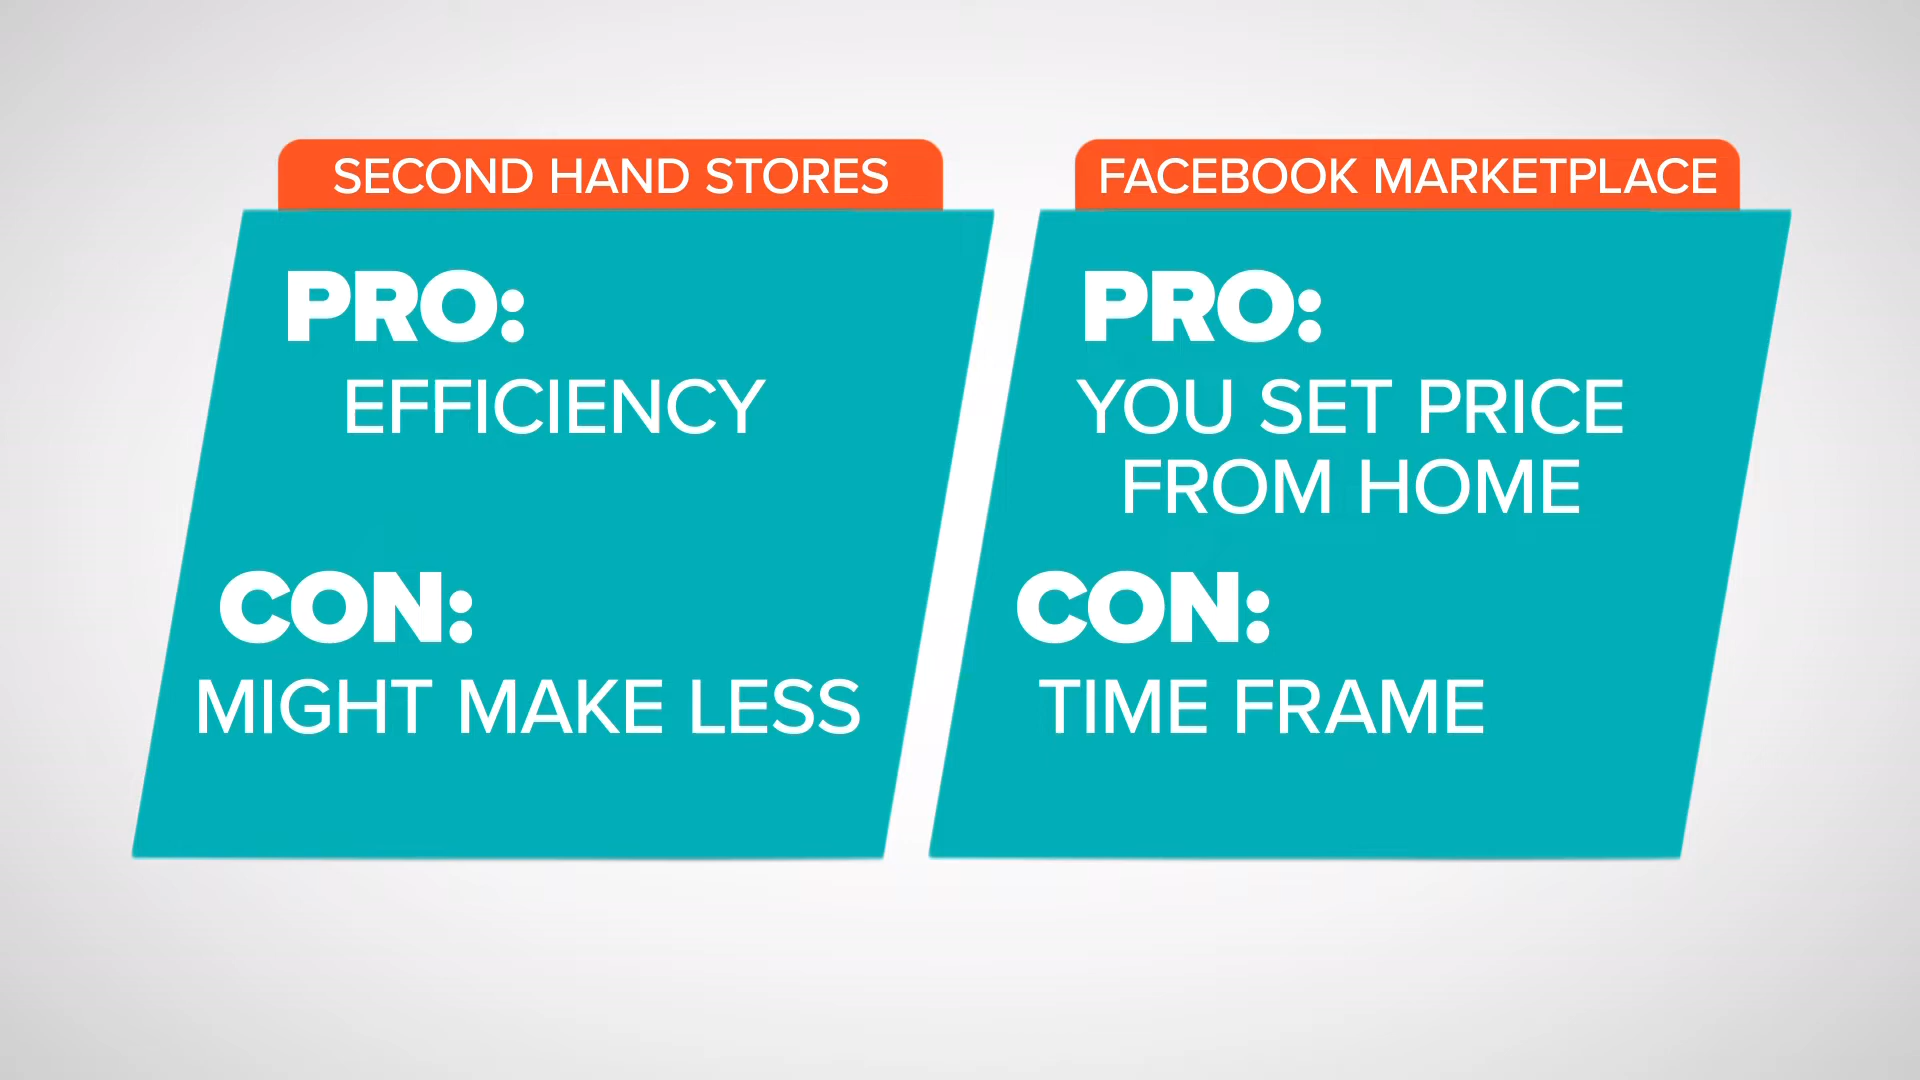 SECOND HAND STORES
PRO:
EFFICIENCY
CON:
MIGHT MAKE LESS
FACEBOOK MARKETPLACE
PRO:
YOU SET PRICE
FROM HOME
CON:
TIME FRAME